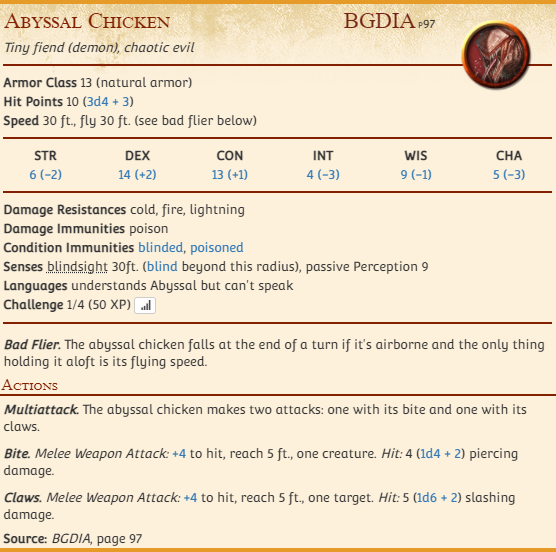 Abyssal Chicken BGDIA P97
Tiny fiend (demon), chaotic evil
Armor Class 13 (natural armor)
Hit Points 10 (3d4 + 3)
Speed 30 ft., fly 30 ft. (see bad flier below)
STR DEX CON INT WIS CHA
6 (−2) 14 (+2) 13 (+1) 4 (−3) 9 (−1) 5 (−3)
Damage Resistances cold, fire, lightning
Damage Immunities poison
Condition Immunities blinded, poisoned
Senses blindsight 30ft. (blind beyond this radius), passive Perception 9
Languages understands Abyssal but can't speak
Challenge 1/4 (50 XP)
Bad Flier. The abyssal chicken falls at the end of a turn if it's airborne and the only thing
holding it aloft is its flying speed.
Actions
Multiattack. The abyssal chicken makes two attacks: one with its bite and one with its
claws.
Bite. Melee Weapon Attack: +4 to hit, reach 5 ft., one creature. Hit: 4 (1d4 + 2) piercing
damage.
Claws. Melee Weapon Attack: +4 to hit, reach 5 ft., one target. Hit: 5 (1d6 + 2) slashing
damage.
Source: BGDIA, page 97